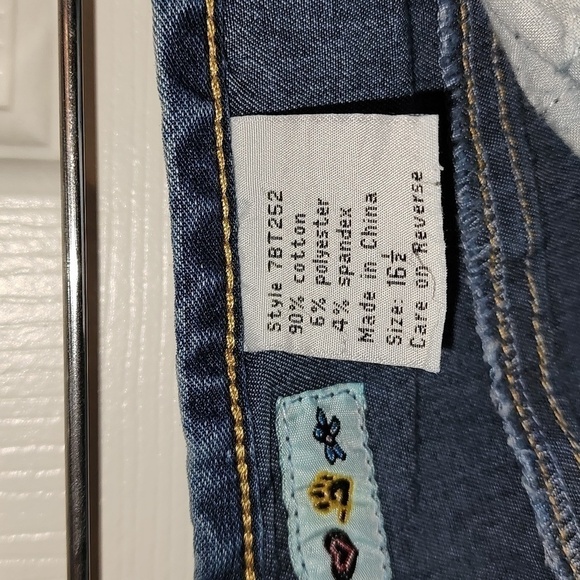 Style 7BT252
90% cotton
6% polyester
4% spandex
Made in China
Size: 16½
Care on Reverse